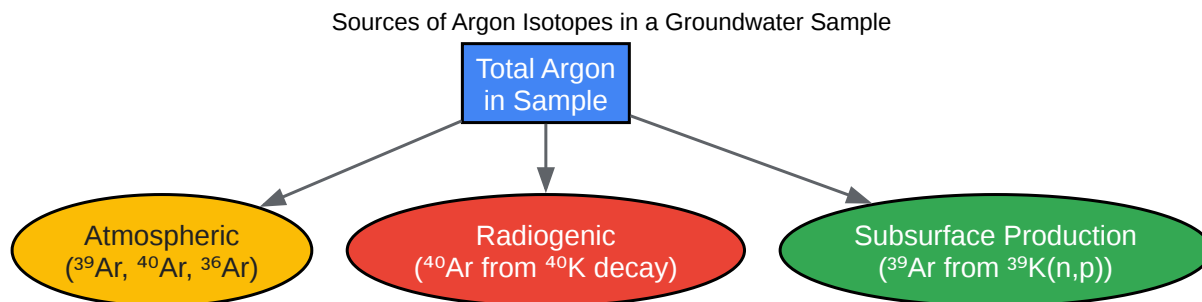 Sources of Argon Isotopes in a Groundwater Sample
Total Argon
in Sample
Atmospheric
(³⁹Ar, ⁴⁰Ar, ³⁶Ar)
Radiogenic
(⁴⁰Ar from ⁴⁰K decay)
Subsurface Production
(³⁹Ar from ³⁹K(n,p))